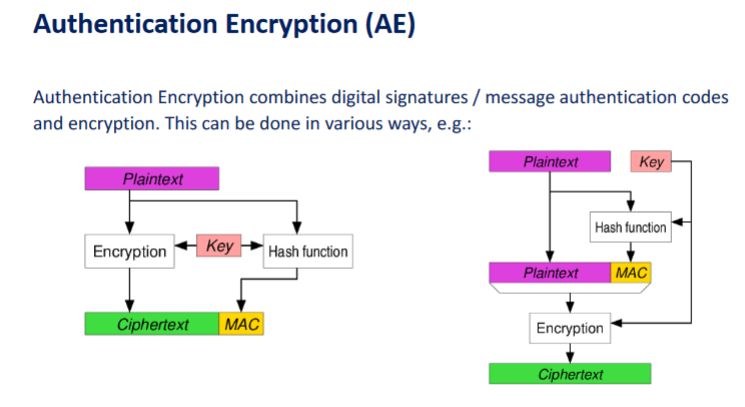 Authentication Encryption (AE)
Authentication Encryption combines digital signatures / message authentication codes
and encryption. This can be done in various ways, e.g.:
Plaintext
Encryption
Key
Hash function
Ciphertext
MAC
Plaintext
Key
Hash function
Plaintext
MAC
Encryption
Ciphertext